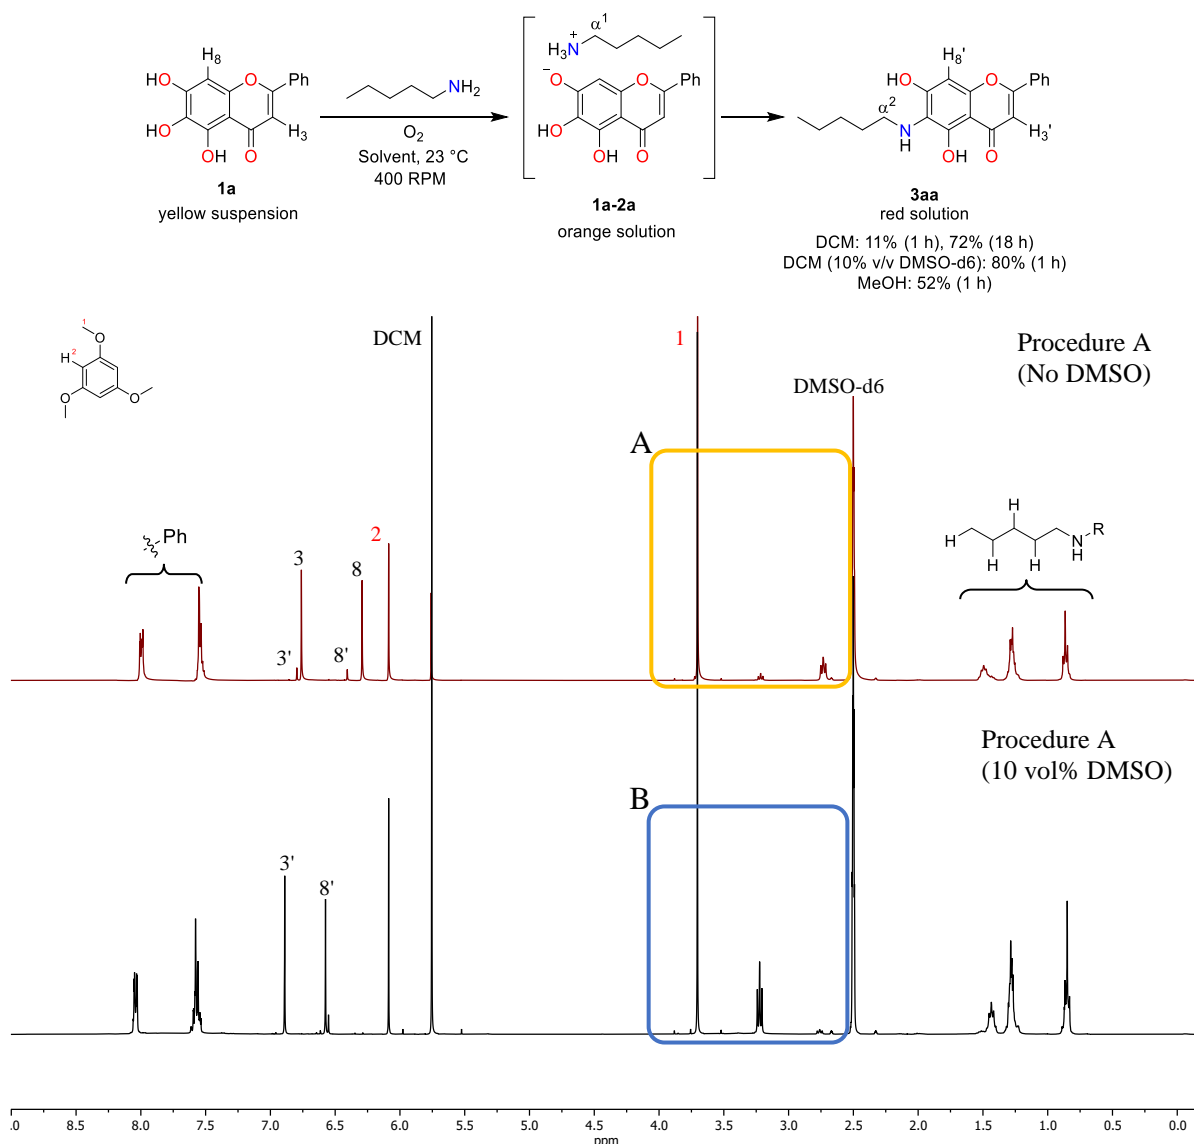 α¹
H₃N⁺
H₈
HO
O
Ph
HO
OH
O
H₃
1a
yellow suspension
NH₂
O₂
Solvent, 23 °C
400 RPM
⁻O
O
Ph
HO
OH
O
1a-2a
orange solution
H₈'
HO
O
Ph
α²
N
H
OH
O
H₃'
3aa
red solution
DCM: 11% (1 h), 72% (18 h)
DCM (10% v/v DMSO-d6): 80% (1 h)
MeOH: 52% (1 h)
1
O
H
2
O
O
DCM
1
Procedure A
(No DMSO)
DMSO-d6
A
Ph
2
3
8
3'
8'
H
H
H
H
N
H
R
Procedure A
(10 vol% DMSO)
B
3'
8'
.0
8.5
8.0
7.5
7.0
6.5
6.0
5.5
5.0
4.5
4.0
3.5
3.0
2.5
2.0
1.5
1.0
0.5
0.0
ppm